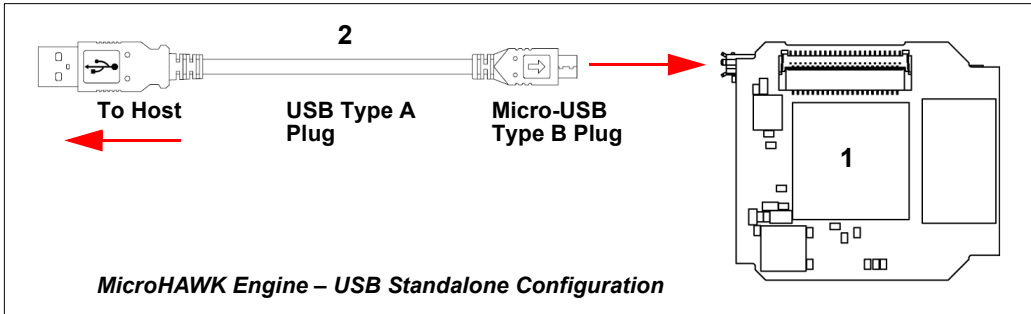 2
To Host
USB Type A
Plug
Micro-USB
Type B Plug
1
MicroHAWK Engine – USB Standalone Configuration